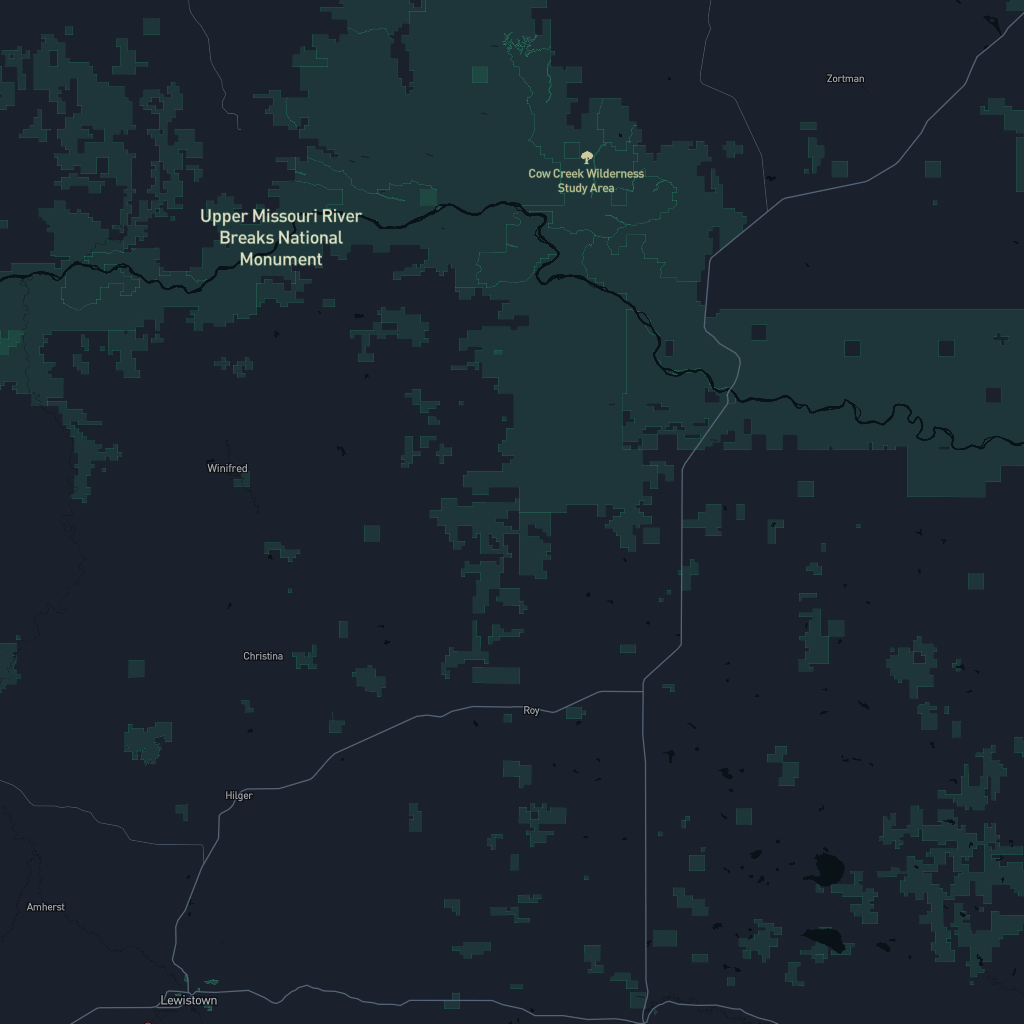 Zortman
Cow Creek Wilderness
Study Area
Upper Missouri River
Breaks National
Monument
Winifred
Christina
Roy
Hilger
Amherst
Lewistown